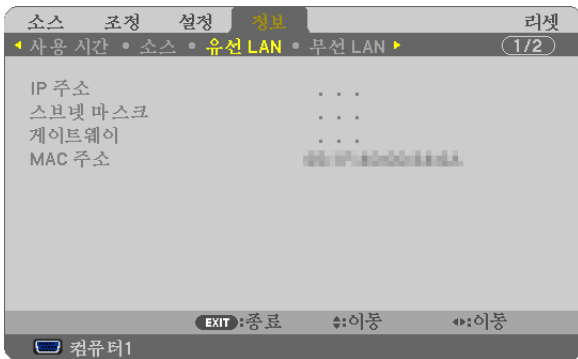 소스 조정 설정 정보 리셋
사용 시간 • 소스 • 유선 LAN • 무선 LAN 1/2
IP 주소 . . .
스브넷 마스크 . . .
게이트웨이 . . .
MAC 주소
EXIT :종료 :이동 :이동
컴퓨터1